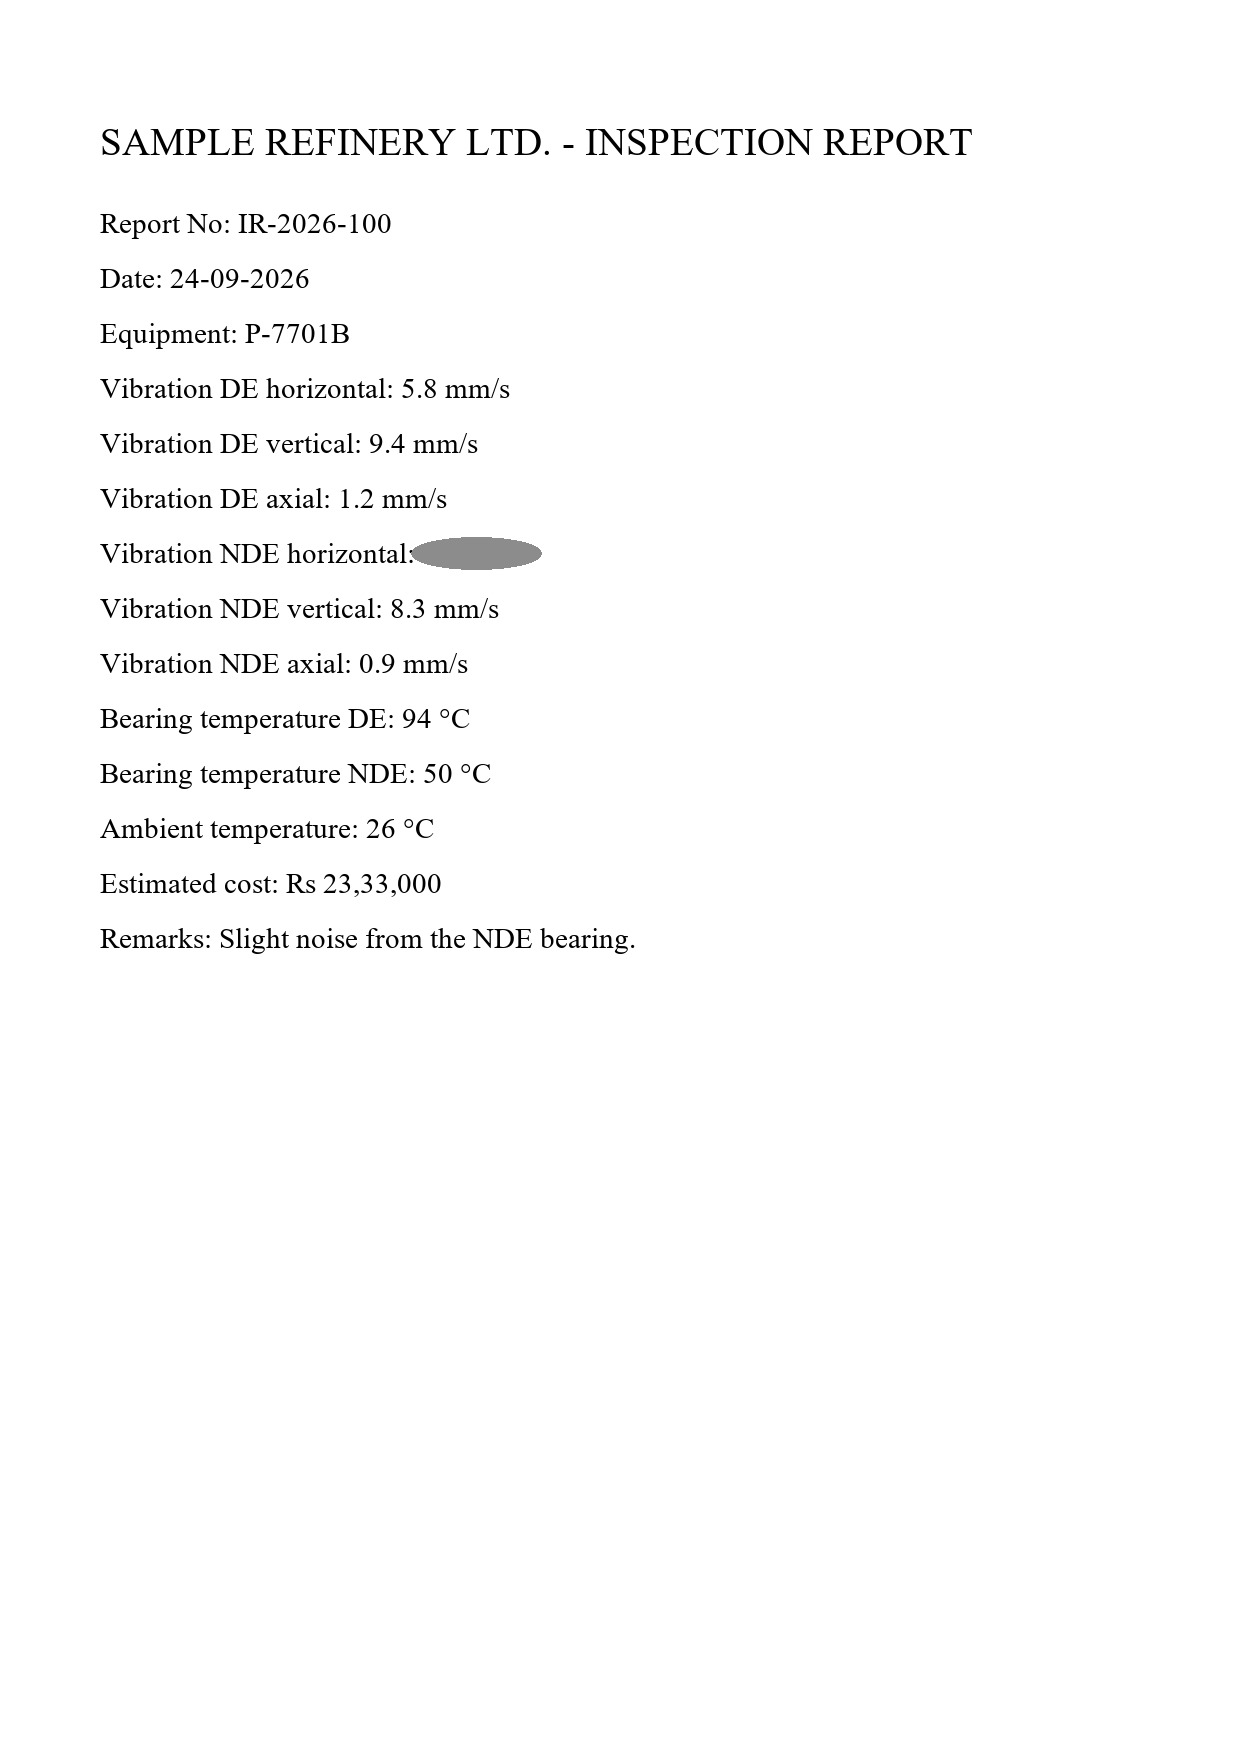 SAMPLE REFINERY LTD. - INSPECTION REPORT
Report No: IR-2026-100
Date: 24-09-2026
Equipment: P-7701B
Vibration DE horizontal: 5.8 mm/s
Vibration DE vertical: 9.4 mm/s
Vibration DE axial: 1.2 mm/s
Vibration NDE horizontal:
Vibration NDE vertical: 8.3 mm/s
Vibration NDE axial: 0.9 mm/s
Bearing temperature DE: 94 °C
Bearing temperature NDE: 50 °C
Ambient temperature: 26 °C
Estimated cost: Rs 23,33,000
Remarks: Slight noise from the NDE bearing.